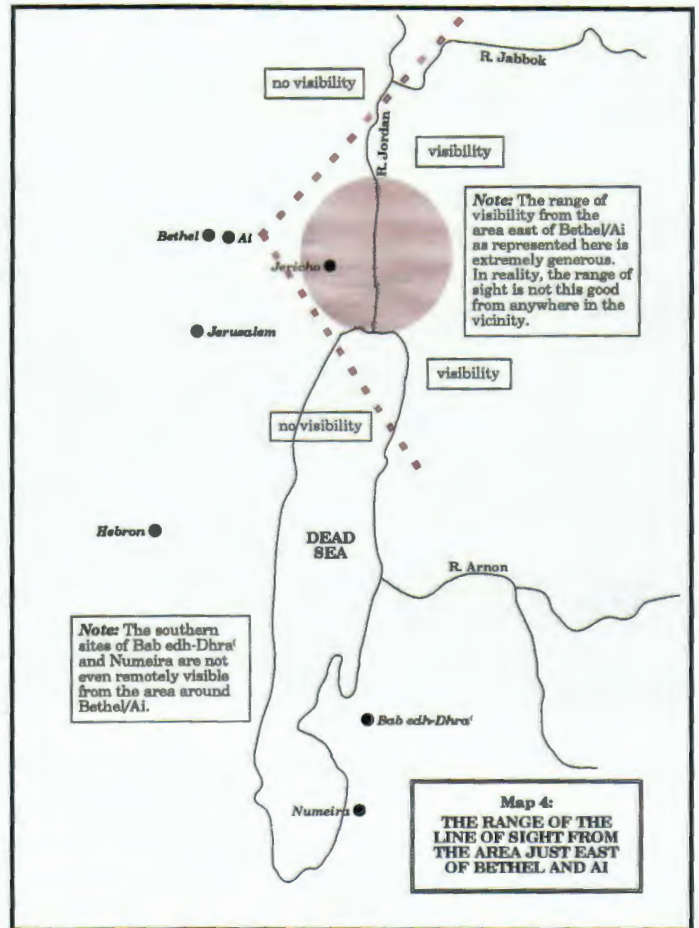 R. Jabbok
no visibility
R. Jordan
visibility
Note: The range of
visibility from the
area east of Bethel/Ai
as represented here is
extremely generous.
In reality, the range of
sight is not this good
from anywhere in the
vicinity.
Bethel
Ai
Jericho
Jerusalem
visibility
no visibility
Hebron
DEAD
SEA
R. Arnon
Note: The southern
sites of Bab edh-Dhraʿ
and Numeira are not
even remotely visible
from the area around
Bethel/Ai.
Bab edh-Dhraʿ
Numeira
Map 4:
THE RANGE OF THE
LINE OF SIGHT FROM
THE AREA JUST EAST
OF BETHEL AND AI